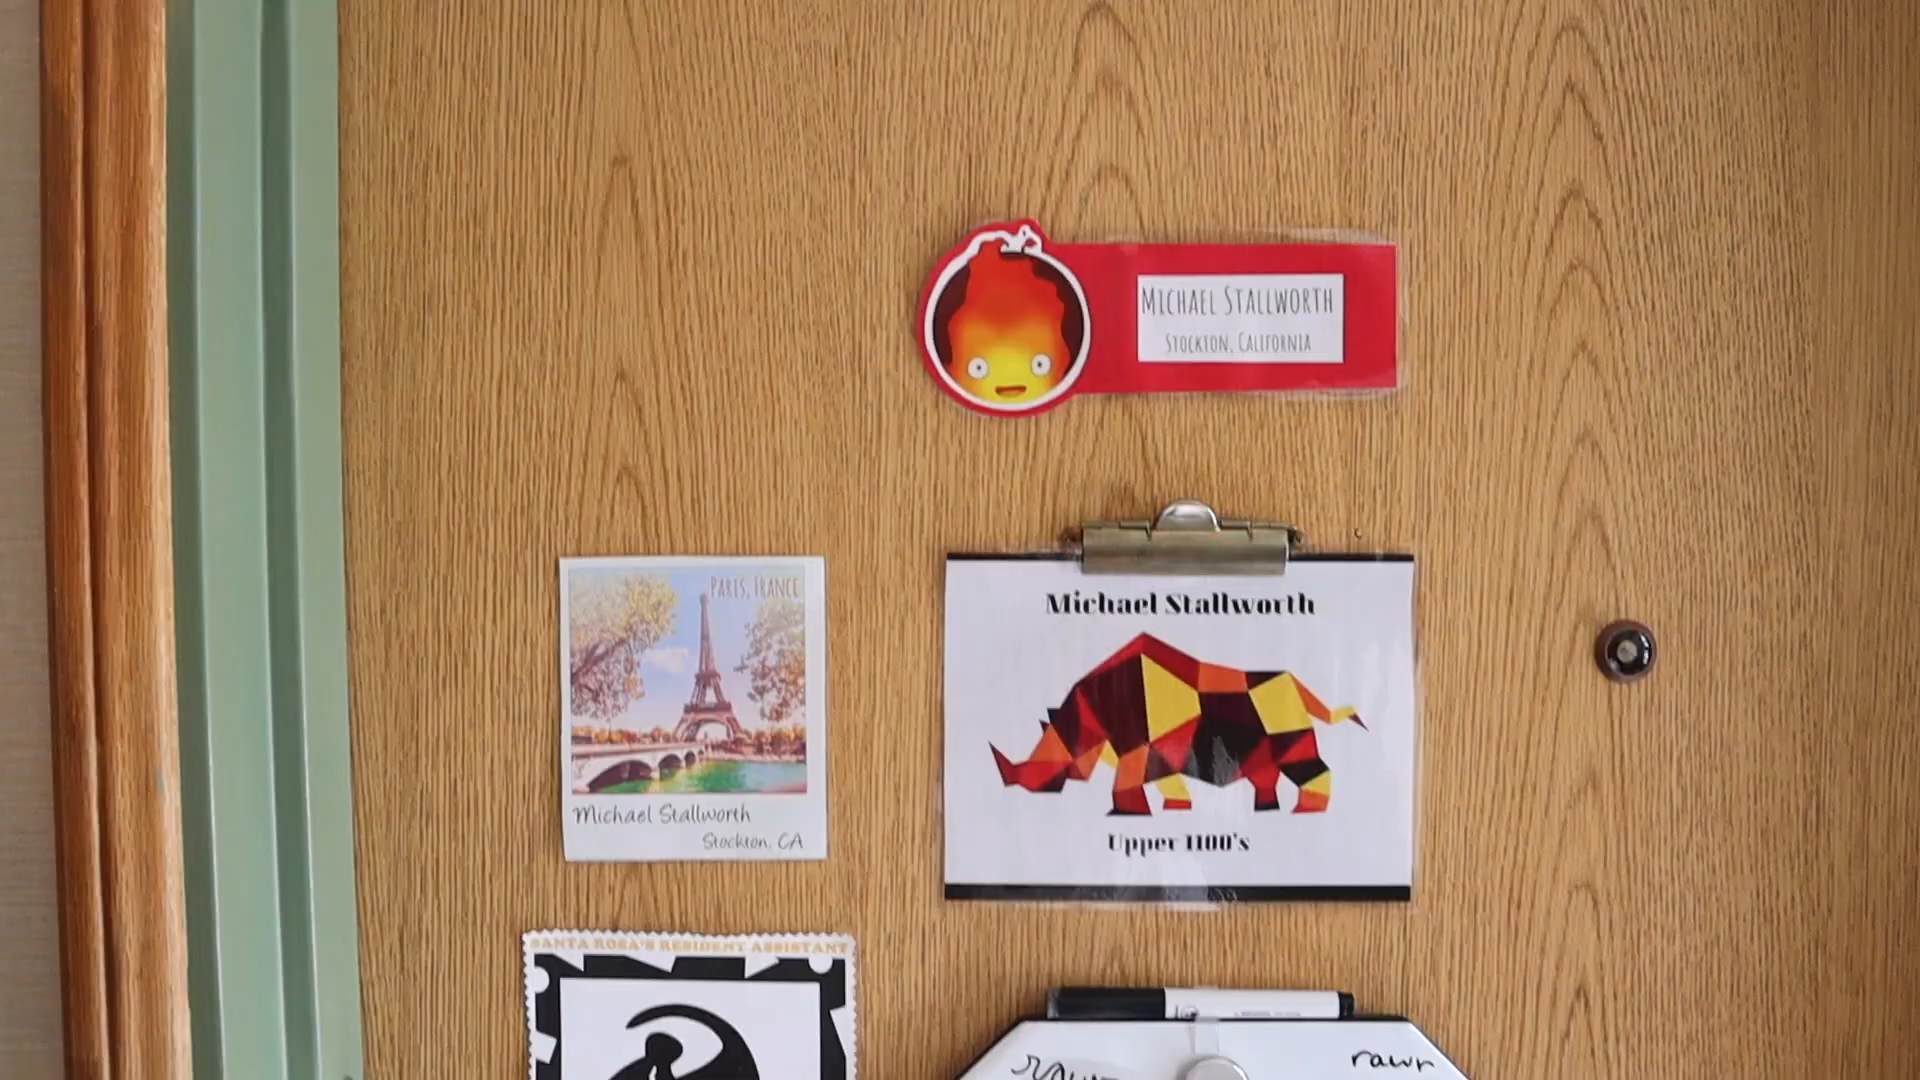 MICHAEL STALLWORTH
STOCKTON, CALIFORNIA
PARIS, FRANCE
Michael Stallworth
Stockton, CA
Michael Stallworth
Upper 1100's
SANTA ROSA'S RESIDENT ASSISTANT
rawr